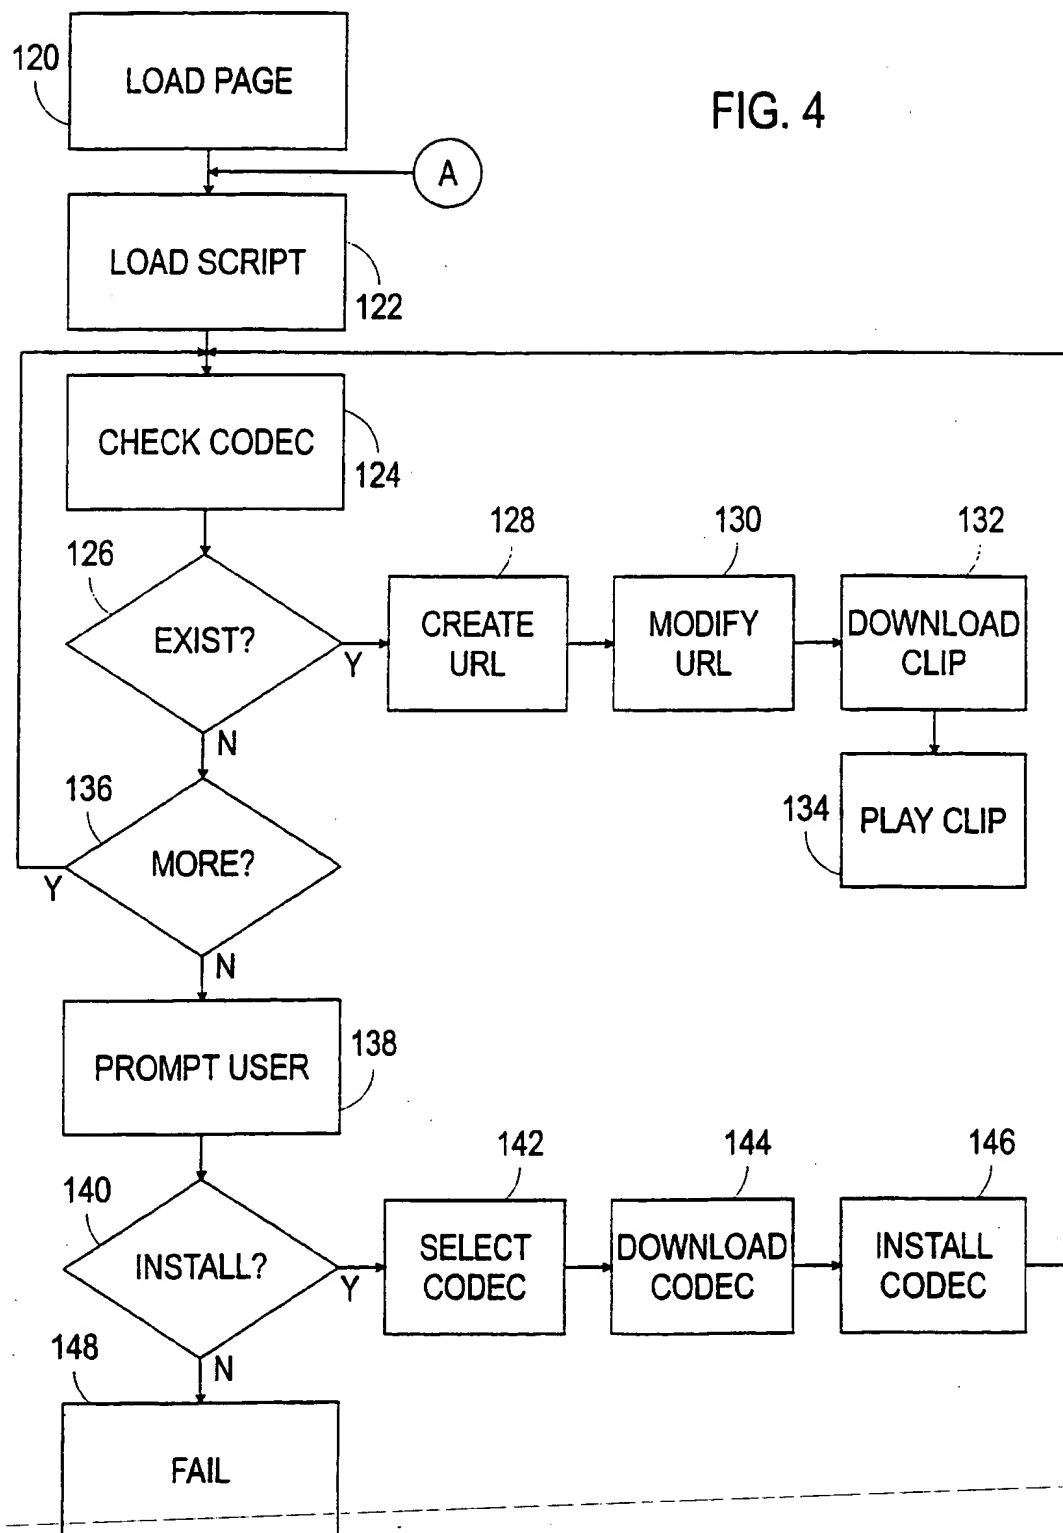 120
LOAD PAGE
FIG. 4
A
LOAD SCRIPT
122
CHECK CODEC
124
126
EXIST?
Y
N
128
CREATE
URL
130
MODIFY
URL
132
DOWNLOAD
CLIP
134
PLAY CLIP
136
MORE?
Y
N
PROMPT USER
138
140
INSTALL?
Y
N
142
SELECT
CODEC
144
DOWNLOAD
CODEC
146
INSTALL
CODEC
148
FAIL